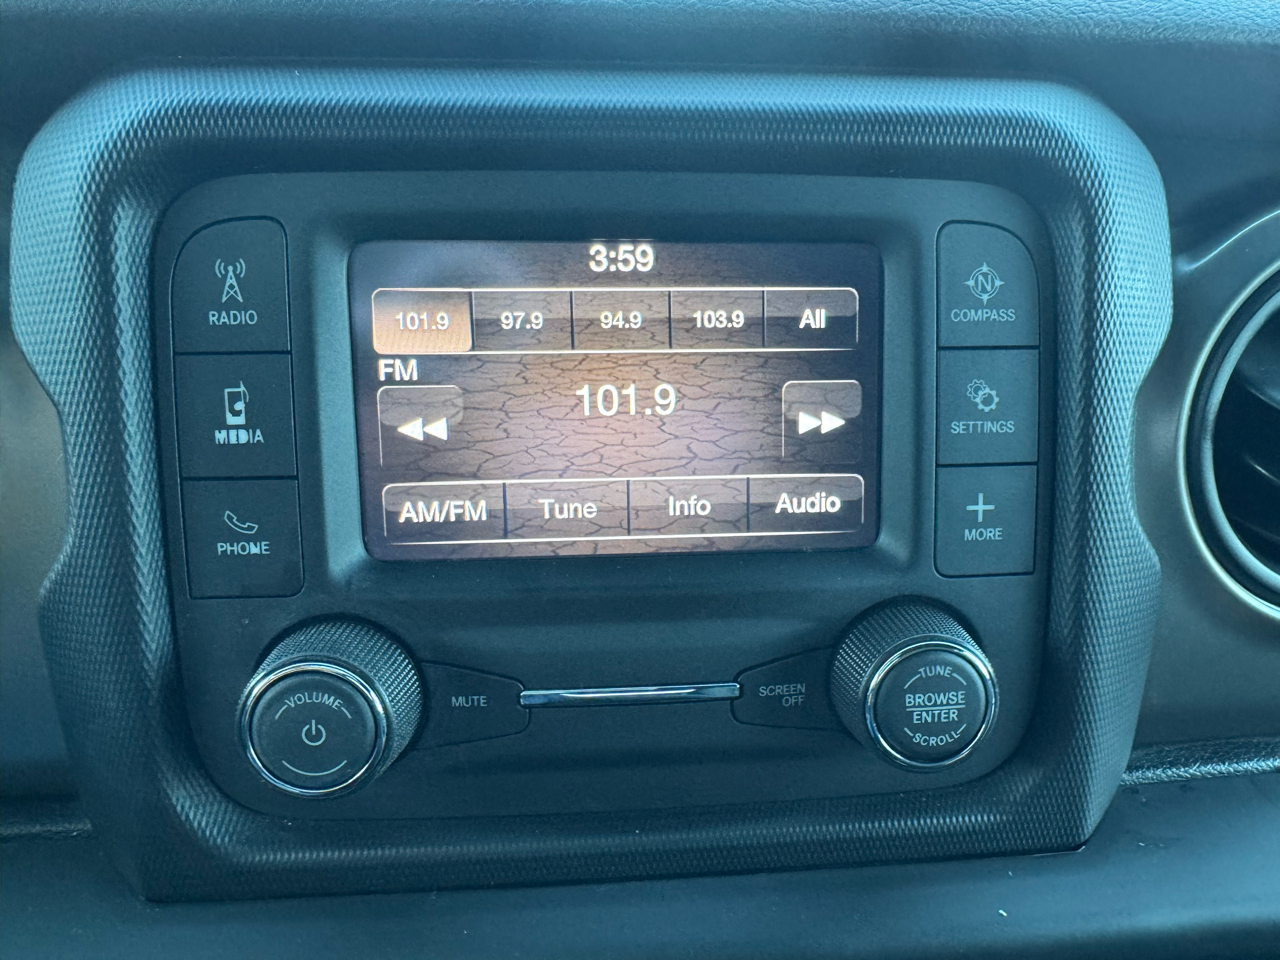 3:59
101.9 97.9 94.9 103.9 All
FM
101.9
AM/FM Tune Info Audio
RADIO
MEDIA
PHONE
N
COMPASS
SETTINGS
MORE
VOLUME
MUTE
SCREEN
OFF
TUNE
BROWSE
ENTER
SCROLL